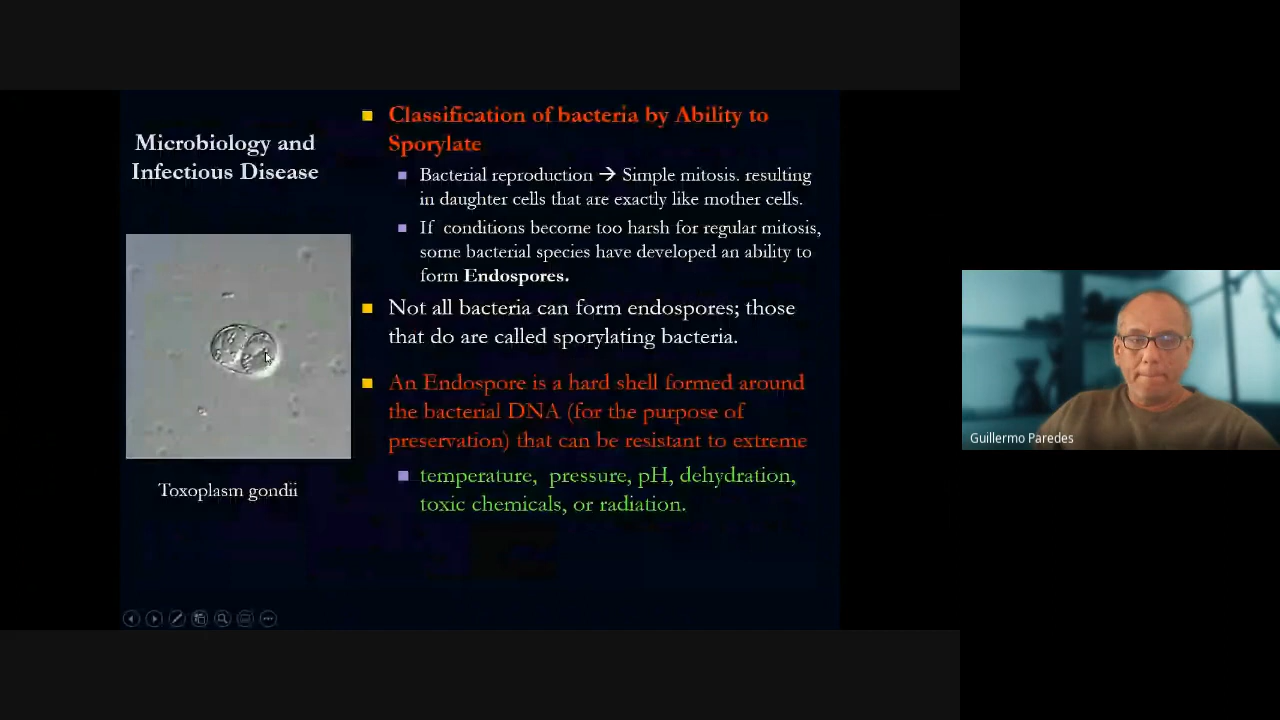 Microbiology and
Infectious Disease
Toxoplasm gondii
Classification of bacteria by Ability to
Sporylate
Bacterial reproduction → Simple mitosis. resulting
in daughter cells that are exactly like mother cells.
If conditions become too harsh for regular mitosis,
some bacterial species have developed an ability to
form Endospores.
Not all bacteria can form endospores; those
that do are called sporylating bacteria.
An Endospore is a hard shell formed around
the bacterial DNA (for the purpose of
preservation) that can be resistant to extreme
temperature, pressure, pH, dehydration,
toxic chemicals, or radiation.
Guillermo Paredes